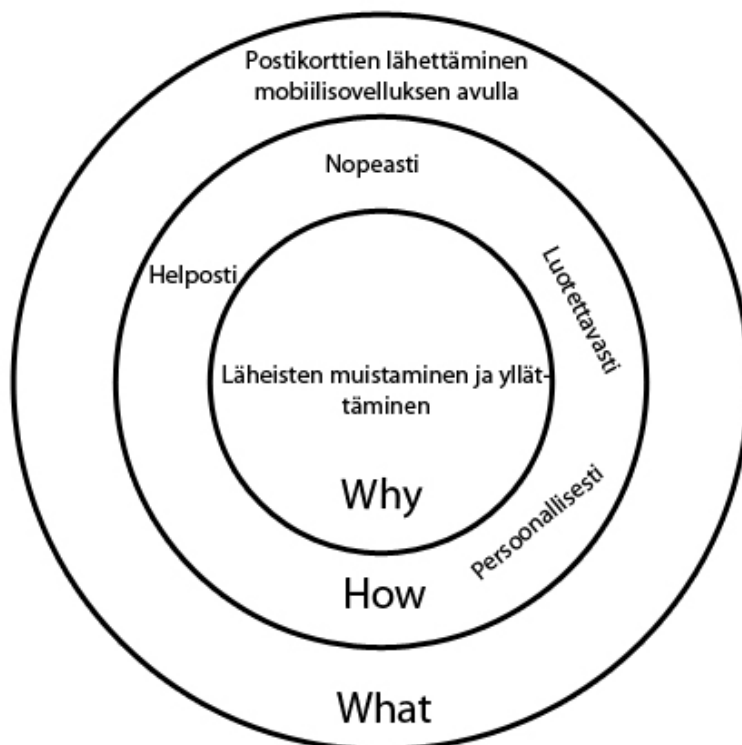 Postikorttien lähettäminen
mobiilisovelluksen avulla
Nopeasti
Helposti
Luotettavasti
Läheisten muistaminen ja yllät-
täminen
Why
Persoonallisesti
How
What